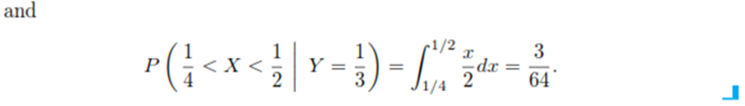 and
P(1/4 < X < 1/2 | Y = 1/3) = ∫_{1/4}^{1/2} x/2 dx = 3/64.